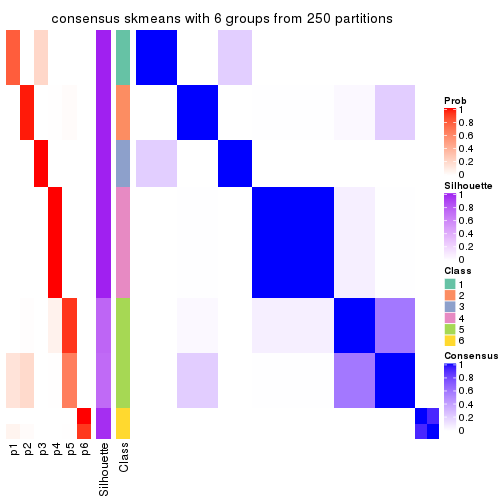 consensus skmeans with 6 groups from 250 partitions
Prob
1
0.8
0.6
0.4
0.2
0
Silhouette
1
0.8
0.6
0.4
0.2
0
Class
1
2
3
4
5
6
Consensus
1
0.8
0.6
0.4
0.2
0
p1
p2
p3
p4
p5
p6
Silhouette
Class